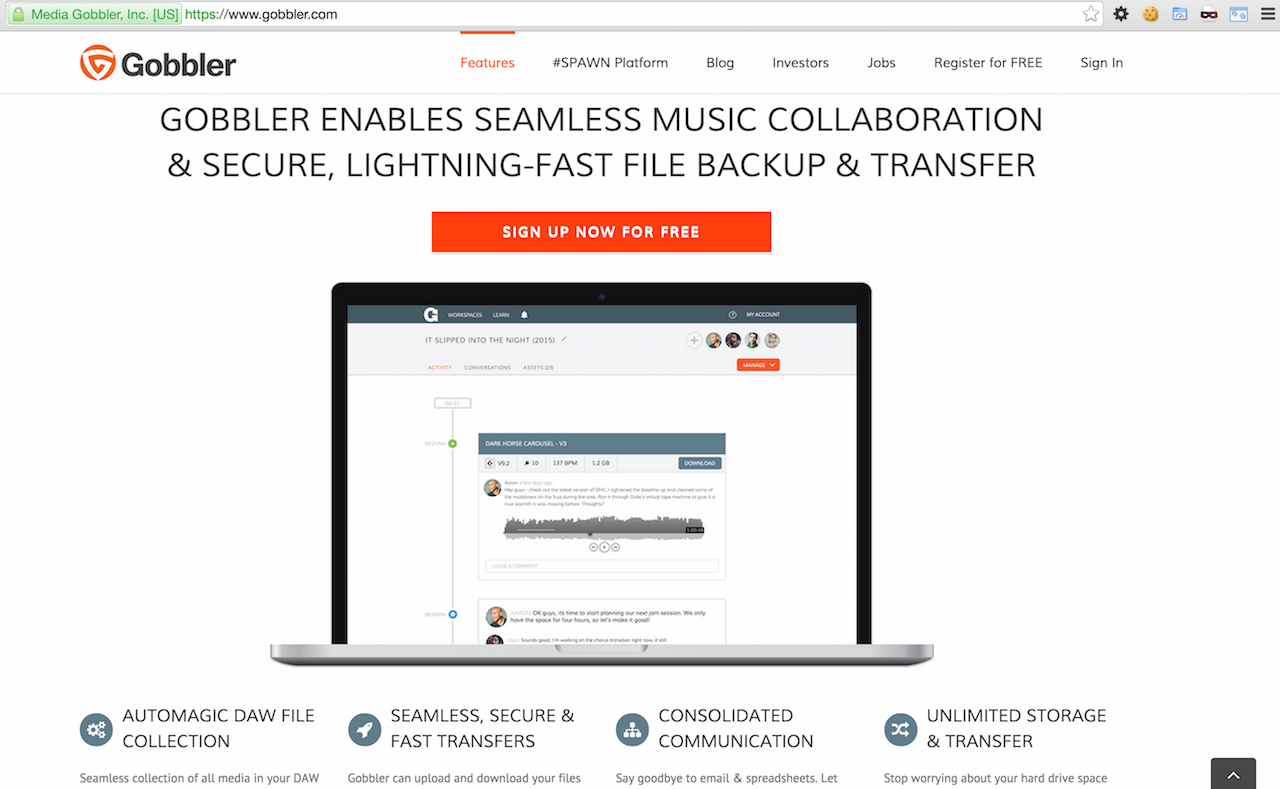 Media Gobbler, Inc. [US] https://www.gobbler.com
Gobbler
Features #SPAWN Platform Blog Investors Jobs Register for FREE Sign In
GOBBLER ENABLES SEAMLESS MUSIC COLLABORATION
& SECURE, LIGHTNING-FAST FILE BACKUP & TRANSFER
SIGN UP NOW FOR FREE
WORKSPACES LEARN MY ACCOUNT
IT SLIPPED INTO THE NIGHT (2015)
ACTIVITY CONVERSATIONS ASSETS (23) MANAGE
Jan 21
09:21PM
DARK HORSE CAROUSEL - V3
V9.2 10 137 BPM 1.2 GB DOWNLOAD
Aaron a few days ago
Hey guys - check out the latest version of DHC, I tightened the bassline up and cleaned some of
the muddness on the fuzz during the solo. Ran it through Slate's virtual tape machine to give it a
nice warmth it was missing before. Thoughts?
LEAVE A COMMENT
08:55PM
AARON OK guys, its time to start planning our next jam session. We only
have the space for four hours, so let's make it good!
Sounds good, I'm working on the chorus transition right now, it still
AUTOMAGIC DAW FILE
COLLECTION
Seamless collection of all media in your DAW
SEAMLESS, SECURE &
FAST TRANSFERS
Gobbler can upload and download your files
CONSOLIDATED
COMMUNICATION
Say goodbye to email & spreadsheets. Let
UNLIMITED STORAGE
& TRANSFER
Stop worrying about your hard drive space